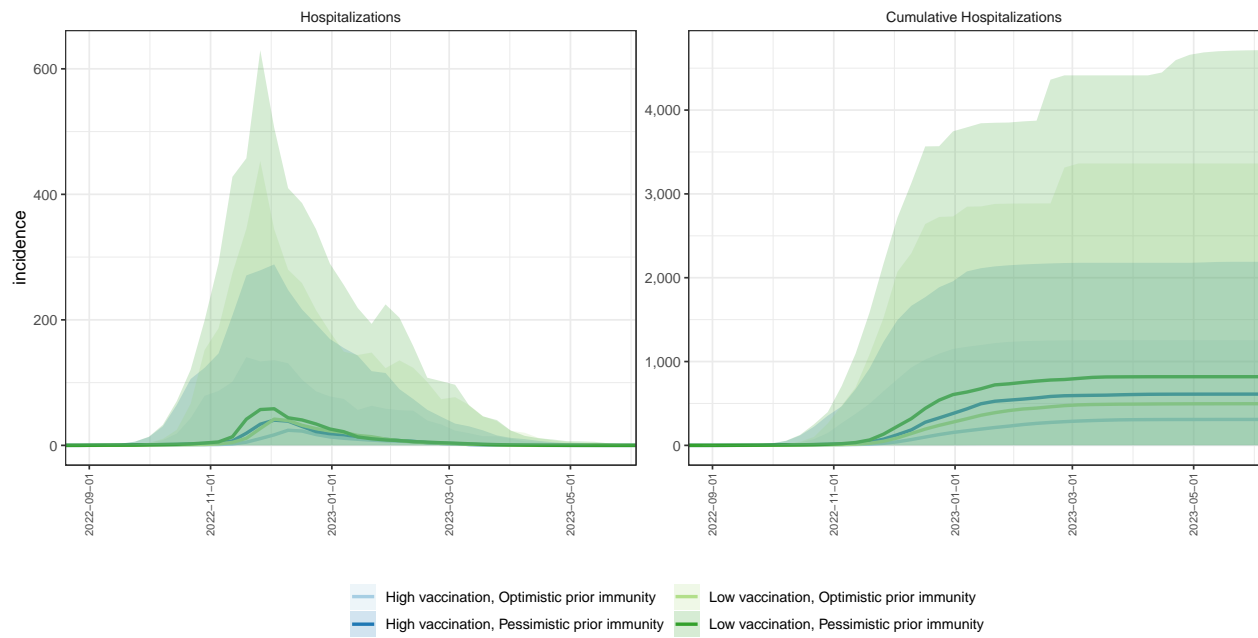 Hospitalizations
Cumulative Hospitalizations
incidence
600
400
200
0
2022−09−01
2022−11−01
2023−01−01
2023−03−01
2023−05−01
4,000
3,000
2,000
1,000
0
2022−09−01
2022−11−01
2023−01−01
2023−03−01
2023−05−01
High vaccination, Optimistic prior immunity
Low vaccination, Optimistic prior immunity
High vaccination, Pessimistic prior immunity
Low vaccination, Pessimistic prior immunity